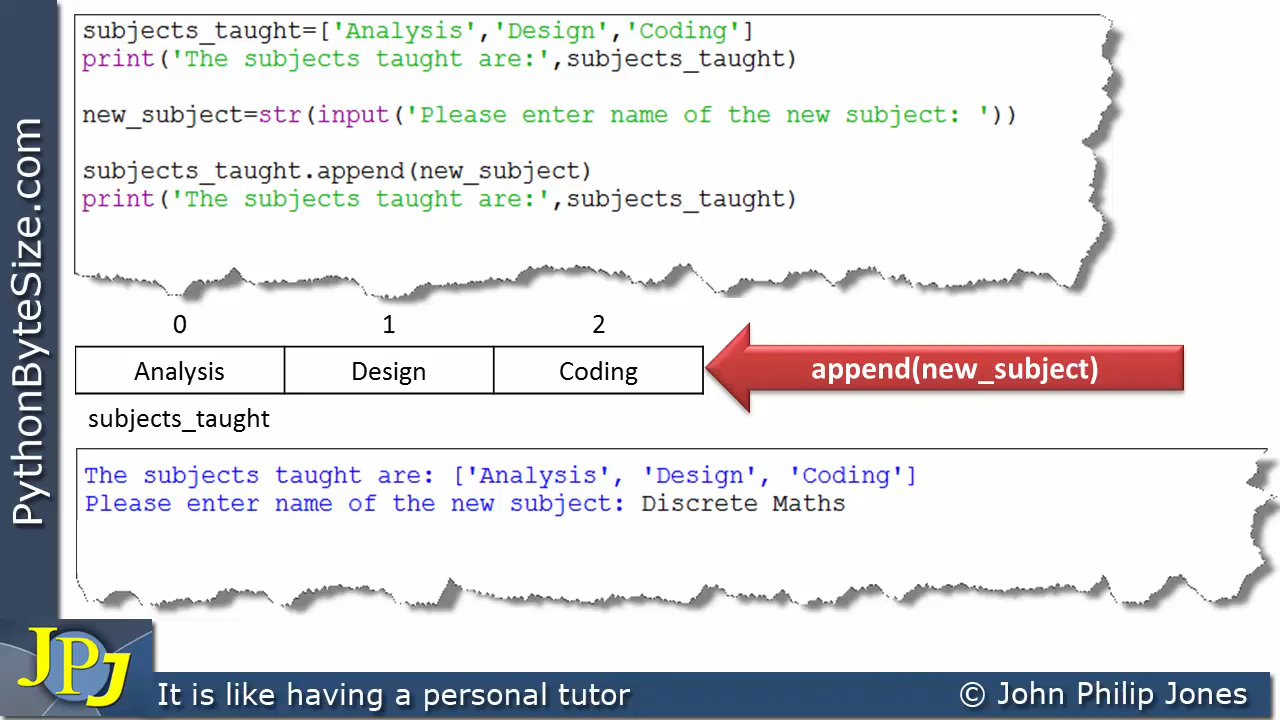 subjects_taught=['Analysis','Design','Coding']
print('The subjects taught are:',subjects_taught)
new_subject=str(input('Please enter name of the new subject: '))
subjects_taught.append(new_subject)
print('The subjects taught are:',subjects_taught)
0 1 2
Analysis Design Coding
append(new_subject)
subjects_taught
The subjects taught are: ['Analysis', 'Design', 'Coding']
Please enter name of the new subject: Discrete Maths
PythonByteSize.com
JPJ
It is like having a personal tutor
© John Philip Jones